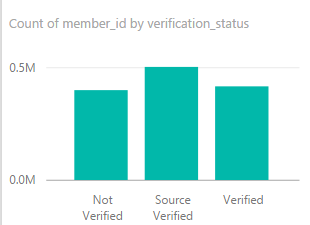 Count of member_id by verification_status
0.5M
0.0M
Not
Verified
Source
Verified
Verified